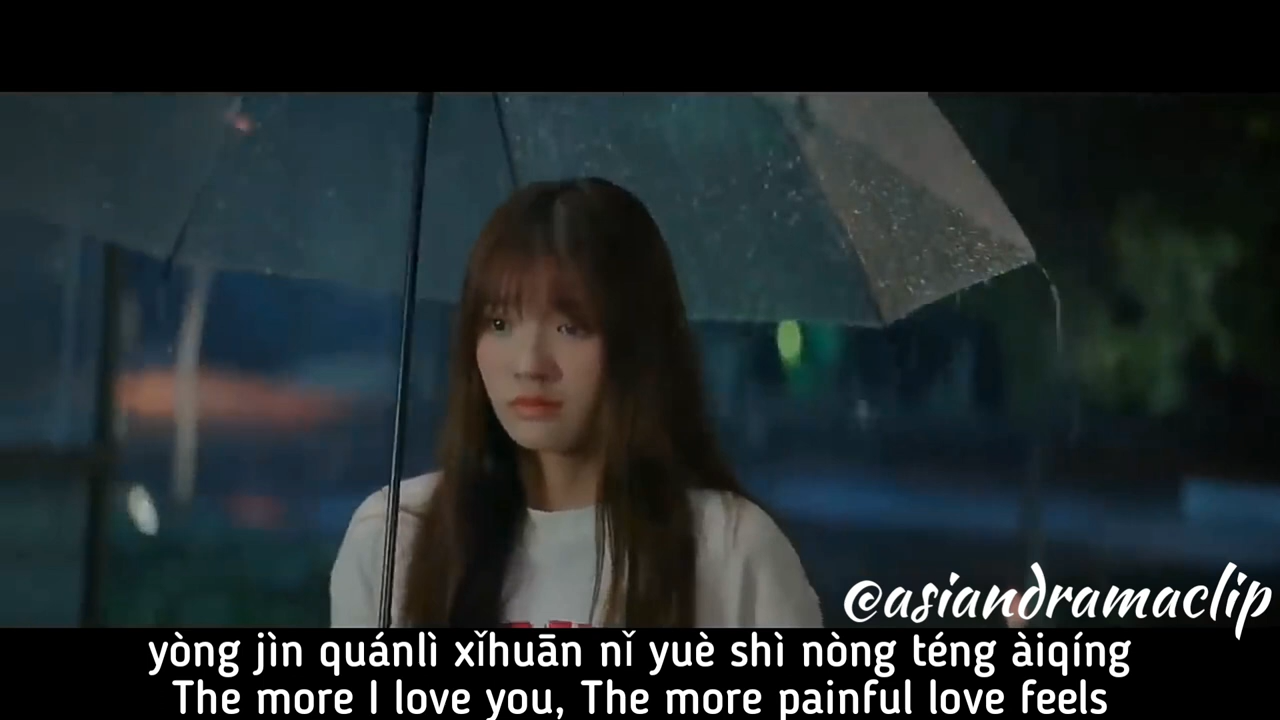 @asiandramaclip
yòng jìn quánlì xǐhuān nǐ yuè shì nòng téng àiqíng
The more I love you, The more painful love feels